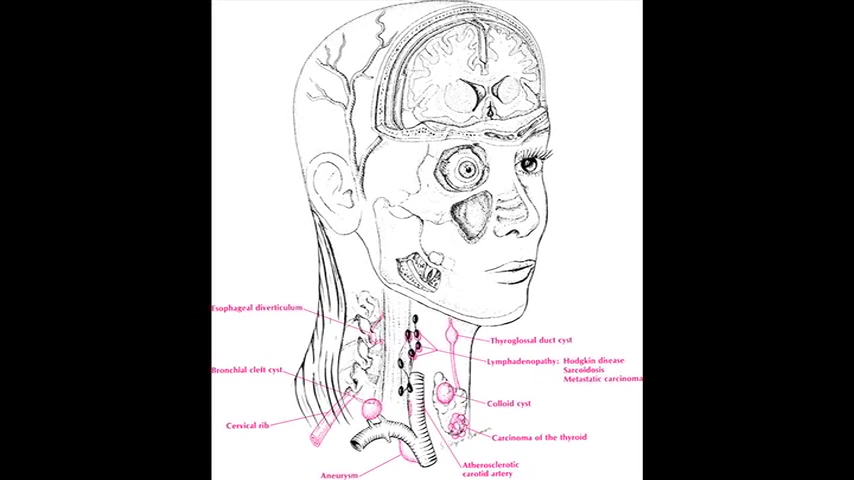 Esophageal diverticulum
Thyroglossal duct cyst
Lymphadenopathy: Hodgkin disease
Sarcoidosis
Metastatic carcinoma
Bronchial cleft cyst
Colloid cyst
Cervical rib
Carcinoma of the thyroid
Atherosclerotic
carotid artery
Aneurysm